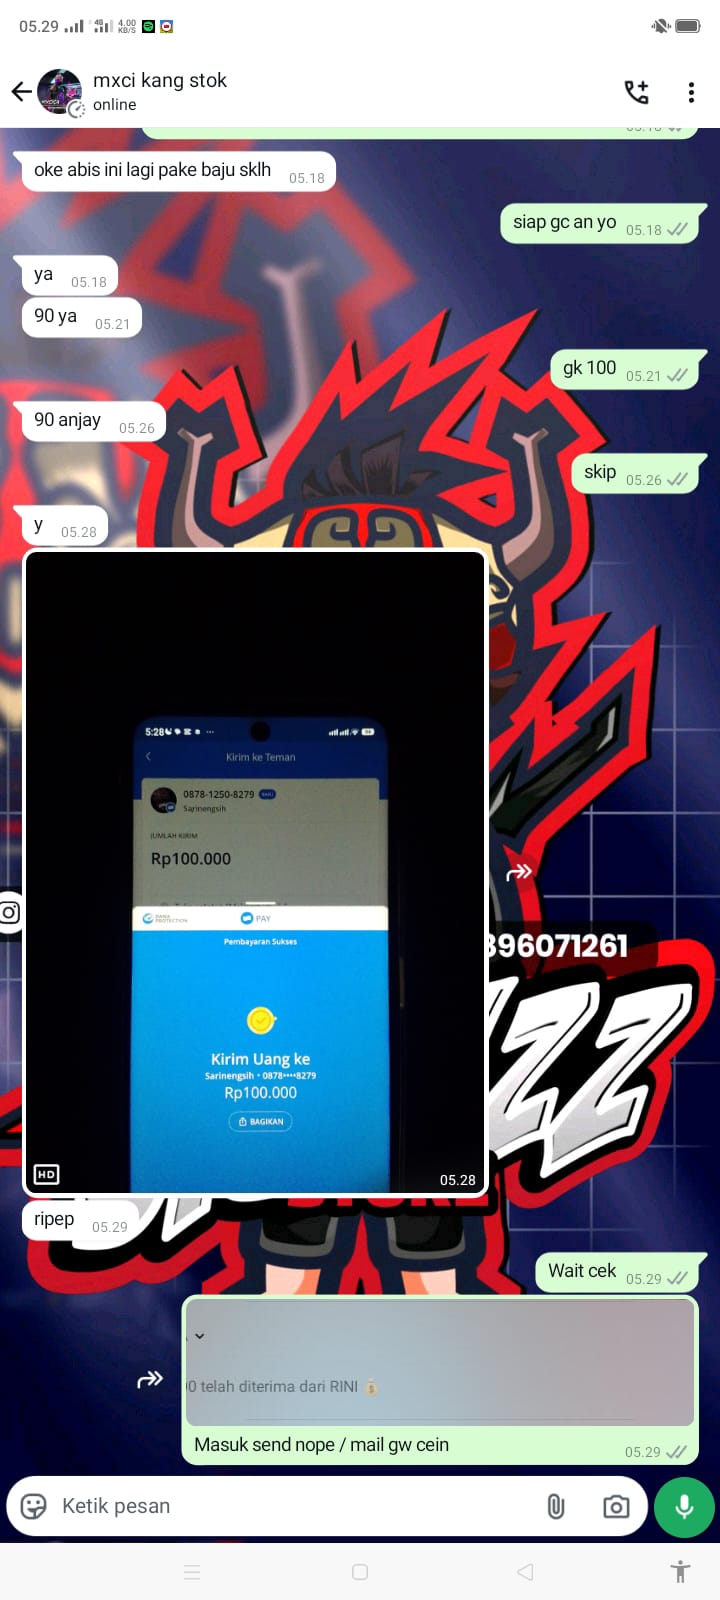 05.29
4G
4.00
KB/S
mxci kang stok
online
oke abis ini lagi pake baju sklh 05.18
siap gc an yo 05.18
ya 05.18
90 ya 05.21
gk 100 05.21
90 anjay 05.26
skip 05.26
y 05.28
5:28
Kirim ke Teman
0878-1250-8279 BARU
Sarinengsih
JUMLAH KIRIM
Rp100.000
DANA
PROTECTION
PAY
Pembayaran Sukses
Kirim Uang ke
Sarinengsih • 0878••••8279
Rp100.000
BAGIKAN
HD
05.28
396071261
ZZ
ripep 05.29
Wait cek 05.29
0 telah diterima dari RINI 💰
Masuk send nope / mail gw cein 05.29
Ketik pesan